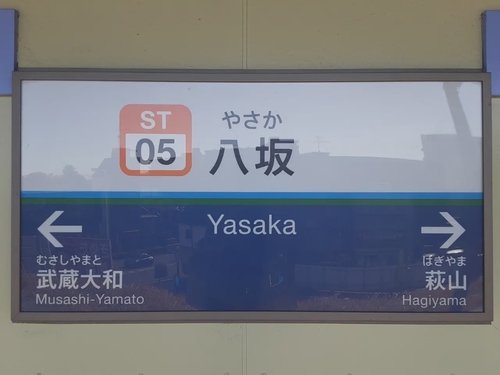 ST
05
やさか
八坂
Yasaka
むさしやまと
武蔵大和
Musashi-Yamato
はぎやま
萩山
Hagiyama